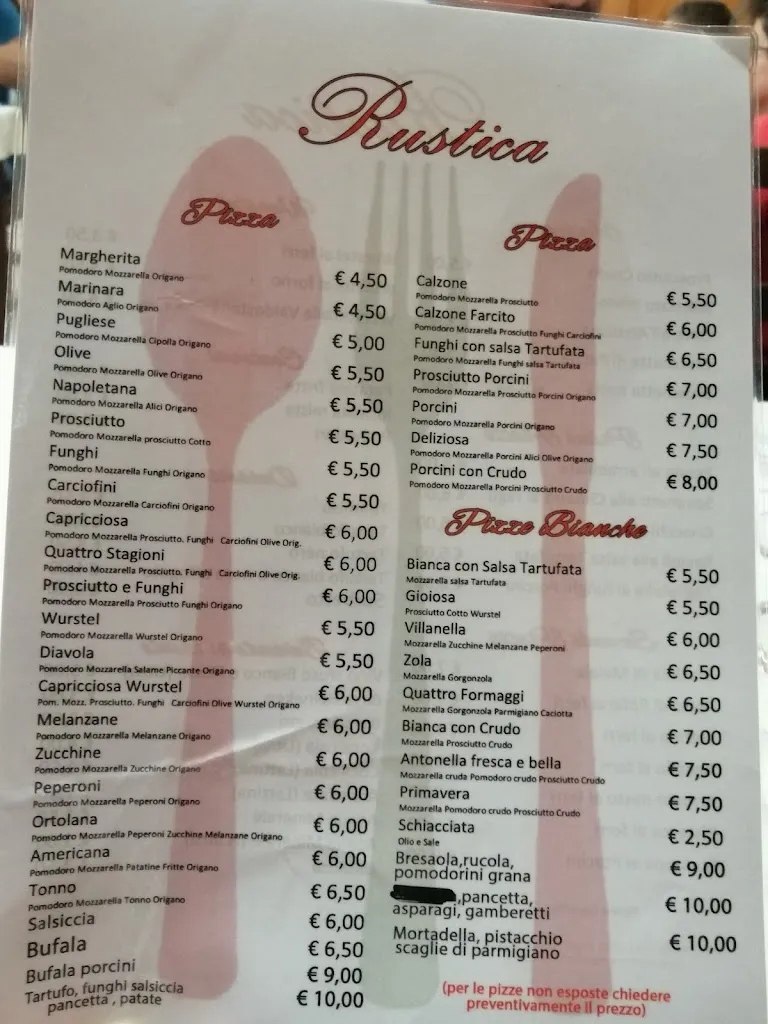 Rustica
Pizza
Margherita € 4,50
Pomodoro Mozzarella Origano
Marinara € 4,50
Pomodoro Aglio Origano
Pugliese € 5,00
Pomodoro Mozzarella Cipolla Origano
Olive € 5,50
Pomodoro Mozzarella Olive Origano
Napoletana € 5,50
Pomodoro Mozzarella Alici Origano
Prosciutto € 5,50
Pomodoro Mozzarella prosciutto Cotto
Funghi € 5,50
Pomodoro Mozzarella Funghi Origano
Carciofini € 5,50
Pomodoro Mozzarella Carciofini Origano
Capricciosa € 6,00
Pomodoro Mozzarella Prosciutto. Funghi Carciofini Olive Orig.
Quattro Stagioni € 6,00
Pomodoro Mozzarella Prosciutto. Funghi Carciofini Olive Orig.
Prosciutto e Funghi € 6,00
Pomodoro Mozzarella Prosciutto Funghi Origano
Wurstel € 5,50
Pomodoro Mozzarella Wurstel Origano
Diavola € 5,50
Pomodoro Mozzarella Salame Piccante Origano
Capricciosa Wurstel € 6,00
Pom. Mozz. Prosciutto. Funghi Carciofini Olive Wurstel Origano
Melanzane € 6,00
Pomodoro Mozzarella Melanzane Origano
Zucchine € 6,00
Pomodoro Mozzarella Zucchine Origano
Peperoni € 6,00
Pomodoro Mozzarella Peperoni Origano
Ortolana € 6,00
Pomodoro Mozzarella Peperoni Zucchine Melanzane Origano
Americana € 6,00
Pomodoro Mozzarella Patatine Fritte Origano
Tonno € 6,50
Pomodoro Mozzarella Tonno Origano
Salsiccia € 6,00
Bufala € 6,50
Bufala porcini € 9,00
Tartufo, funghi salsiccia
pancetta , patate € 10,00
Pizza
Calzone € 5,50
Pomodoro Mozzarella Prosciutto
Calzone Farcito € 6,00
Pomodoro Mozzarella Prosciutto Funghi Carciofini
Funghi con salsa Tartufata € 6,50
Pomodoro Mozzarella Funghi salsa Tartufata
Prosciutto Porcini € 7,00
Pomodoro Mozzarella Prosciutto Porcini Origano
Porcini € 7,00
Pomodoro Mozzarella Porcini Origano
Deliziosa € 7,50
Pomodoro Mozzarella Porcini Alici Olive Origano
Porcini con Crudo € 8,00
Pomodoro Mozzarella Porcini Prosciutto Crudo
Pizze Bianche
Bianca con Salsa Tartufata € 5,50
Mozzarella salsa Tartufata
Gioiosa € 5,50
Prosciutto Cotto Wurstel
Villanella € 6,00
Mozzarella Zucchine Melanzane Peperoni
Zola € 6,50
Mozzarella Gorgonzola
Quattro Formaggi € 6,50
Mozzarella Gorgonzola Parmigiano Caciotta
Bianca con Crudo € 7,00
Mozzarella Prosciutto Crudo
Antonella fresca e bella € 7,50
Mozzarella cruda Pomodoro crudo Prosciutto Crudo
Primavera € 7,50
Mozzarella Pomodoro crudo Prosciutto Crudo
Schiacciata € 2,50
Olio e Sale
Bresaola,rucola,
pomodorini grana € 9,00
,pancetta,
asparagi, gamberetti € 10,00
Mortadella, pistacchio
scaglie di parmigiano € 10,00
(per le pizze non esposte chiedere
preventivamente il prezzo)